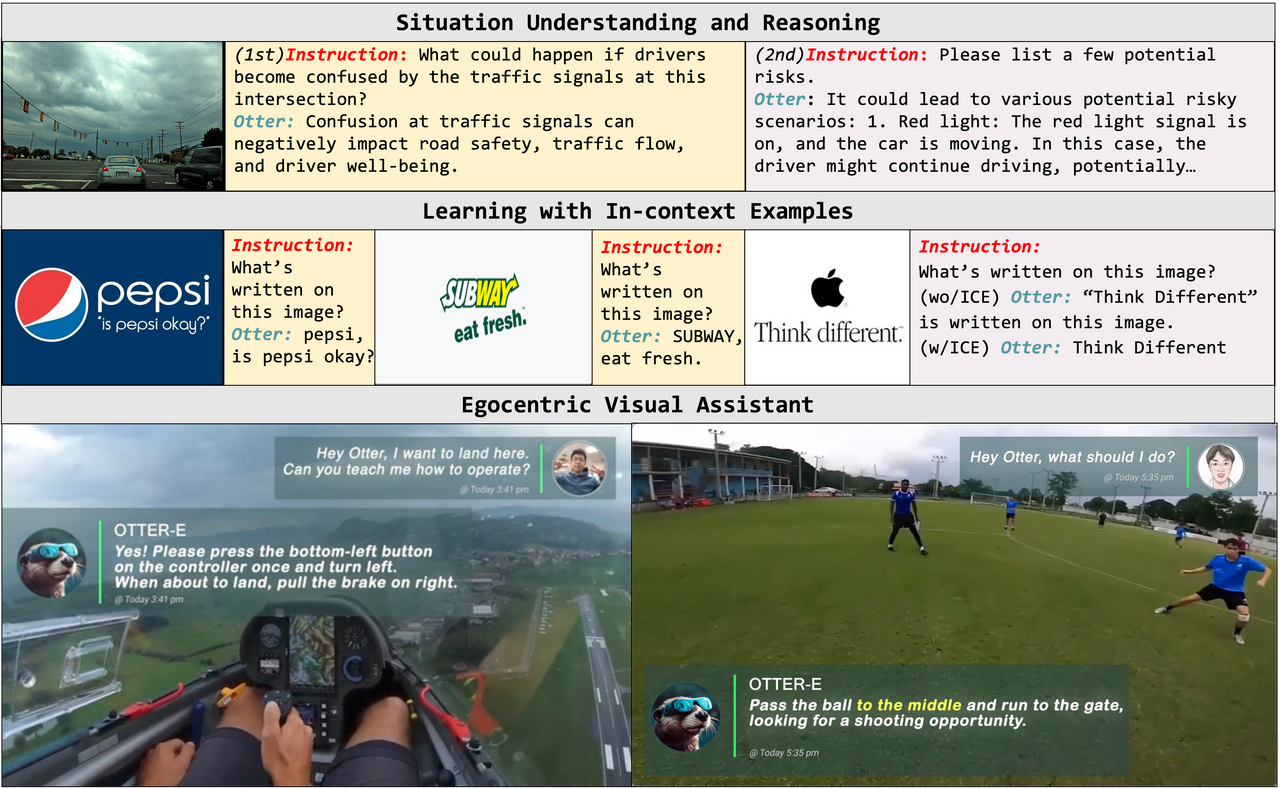 Situation Understanding and Reasoning
(1st)Instruction: What could happen if drivers
become confused by the traffic signals at this
intersection?
Otter: Confusion at traffic signals can
negatively impact road safety, traffic flow,
and driver well-being.
(2nd)Instruction: Please list a few potential
risks.
Otter: It could lead to various potential risky
scenarios: 1. Red light: The red light signal is
on, and the car is moving. In this case, the
driver might continue driving, potentially…
Learning with In-context Examples
pepsi
"is pepsi okay?"
Instruction:
What’s
written on
this image?
Otter: pepsi,
is pepsi okay?
SUBWAY
eat fresh.
Instruction:
What’s
written on
this image?
Otter: SUBWAY,
eat fresh.
Think different.
Instruction:
What’s written on this image?
(wo/ICE) Otter: “Think Different”
is written on this image.
(w/ICE) Otter: Think Different
Egocentric Visual Assistant
Hey Otter, I want to land here.
Can you teach me how to operate?
@ Today 3:41 pm
OTTER-E
Yes! Please press the bottom-left button
on the controller once and turn left.
When about to land, pull the brake on right.
@ Today 3:41 pm
Hey Otter, what should I do?
@ Today 5:35 pm
OTTER-E
Pass the ball to the middle and run to the gate,
looking for a shooting opportunity.
@ Today 5:35 pm